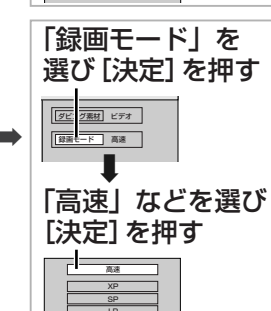 「録画モード」を
選び［決定］を押す
ダビング素材 ビデオ
録画モード 高速
「高速」などを選び
［決定］を押す
高速
XP
SP